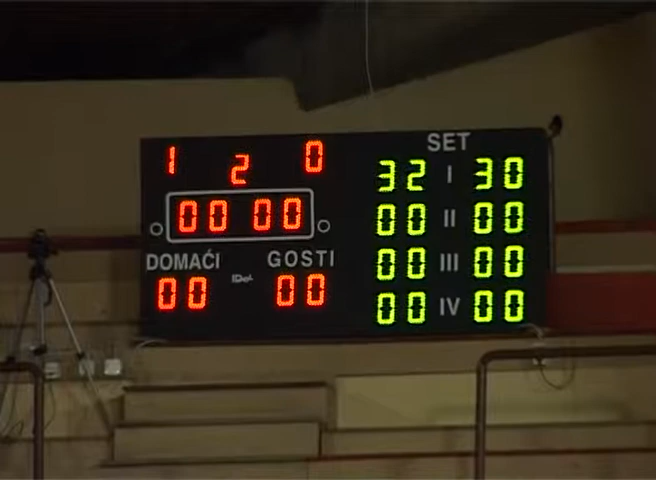 1 2 0
SET
32 I 30
00 00
00 II 00
DOMAĆI GOSTI
00 III 00
00 00
00 IV 00